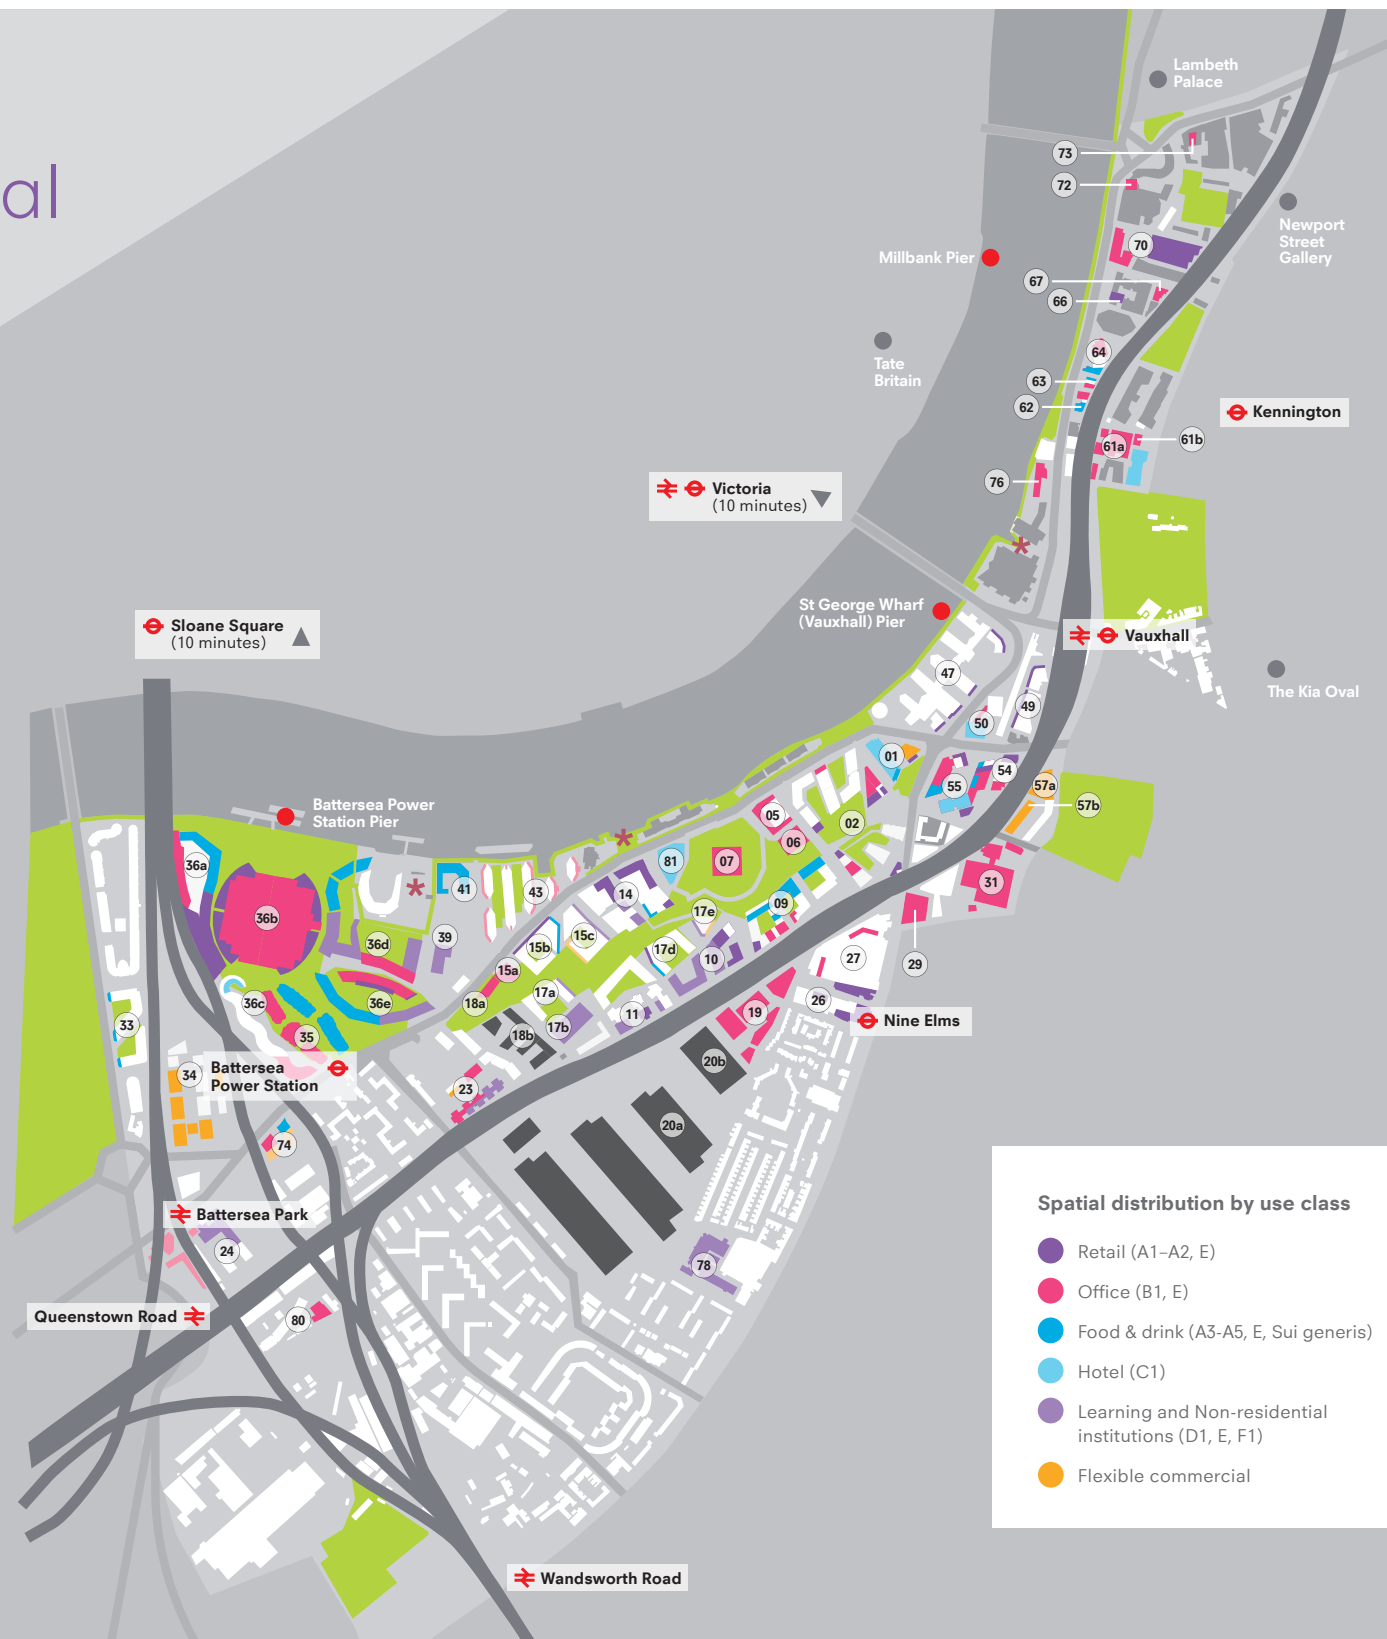 al
Lambeth
Palace
73
72
Newport
Street
Gallery
70
Millbank Pier
67
66
Tate
Britain
64
63
62
Kennington
61a
61b
Victoria
(10 minutes)
76
St George Wharf
(Vauxhall) Pier
Sloane Square
(10 minutes)
Vauxhall
The Kia Oval
47
49
50
01
54
55
57a
57b
Battersea Power
Station Pier
05
02
06
36a
81
07
41
43
14
31
36b
09
17e
39
36d
15b
15c
17d
10
27
29
15a
36c
36e
18a
17a
26
Nine Elms
33
35
18b
17b
11
19
34
Battersea
Power Station
20b
23
20a
74
Battersea Park
24
78
Queenstown Road
80
Wandsworth Road
Spatial distribution by use class
Retail (A1–A2, E)
Office (B1, E)
Food & drink (A3-A5, E, Sui generis)
Hotel (C1)
Learning and Non-residential
institutions (D1, E, F1)
Flexible commercial